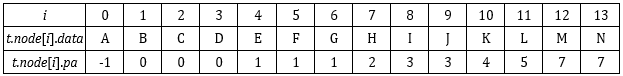 i 0 1 2 3 4 5 6 7 8 9 10 11 12 13
t.node[i].data A B C D E F G H I J K L M N
t.node[i].pa -1 0 0 0 1 1 1 2 3 3 4 5 7 7